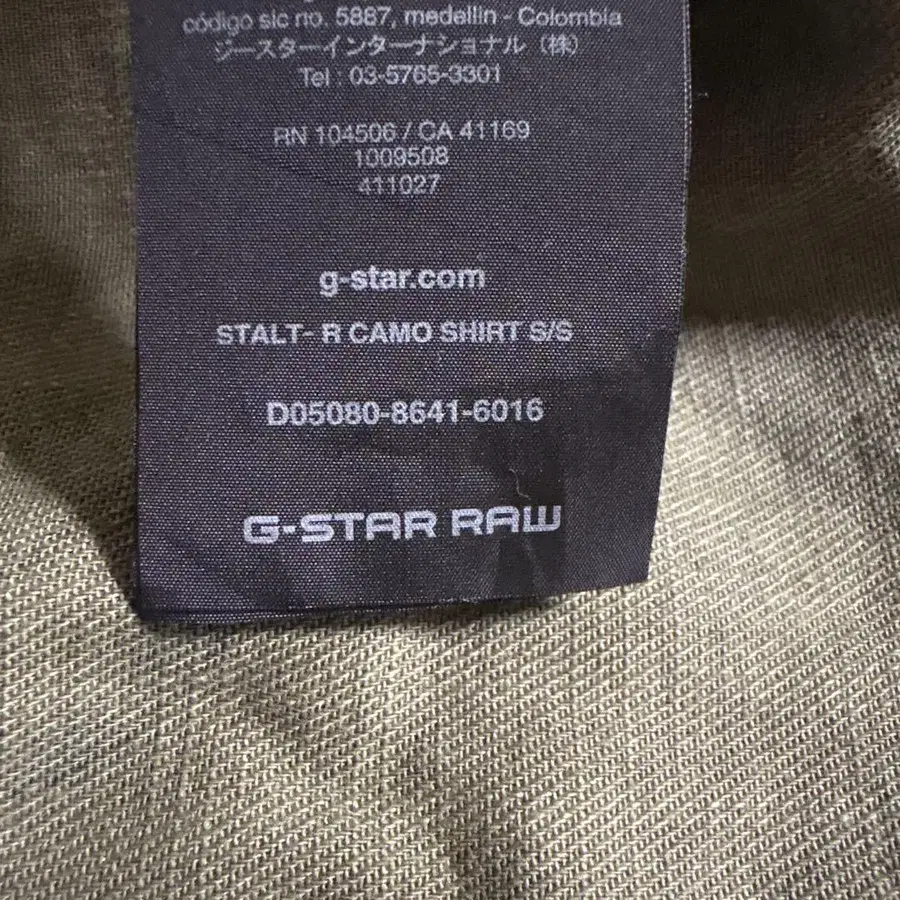 código sic no. 5887, medellin - Colombia
ジースターインターナショナル (株)
Tel : 03-5765-3301
RN 104506 / CA 41169
1009508
411027
g-star.com
STALT- R CAMO SHIRT S/S
D05080-8641-6016
G-STAR RAW